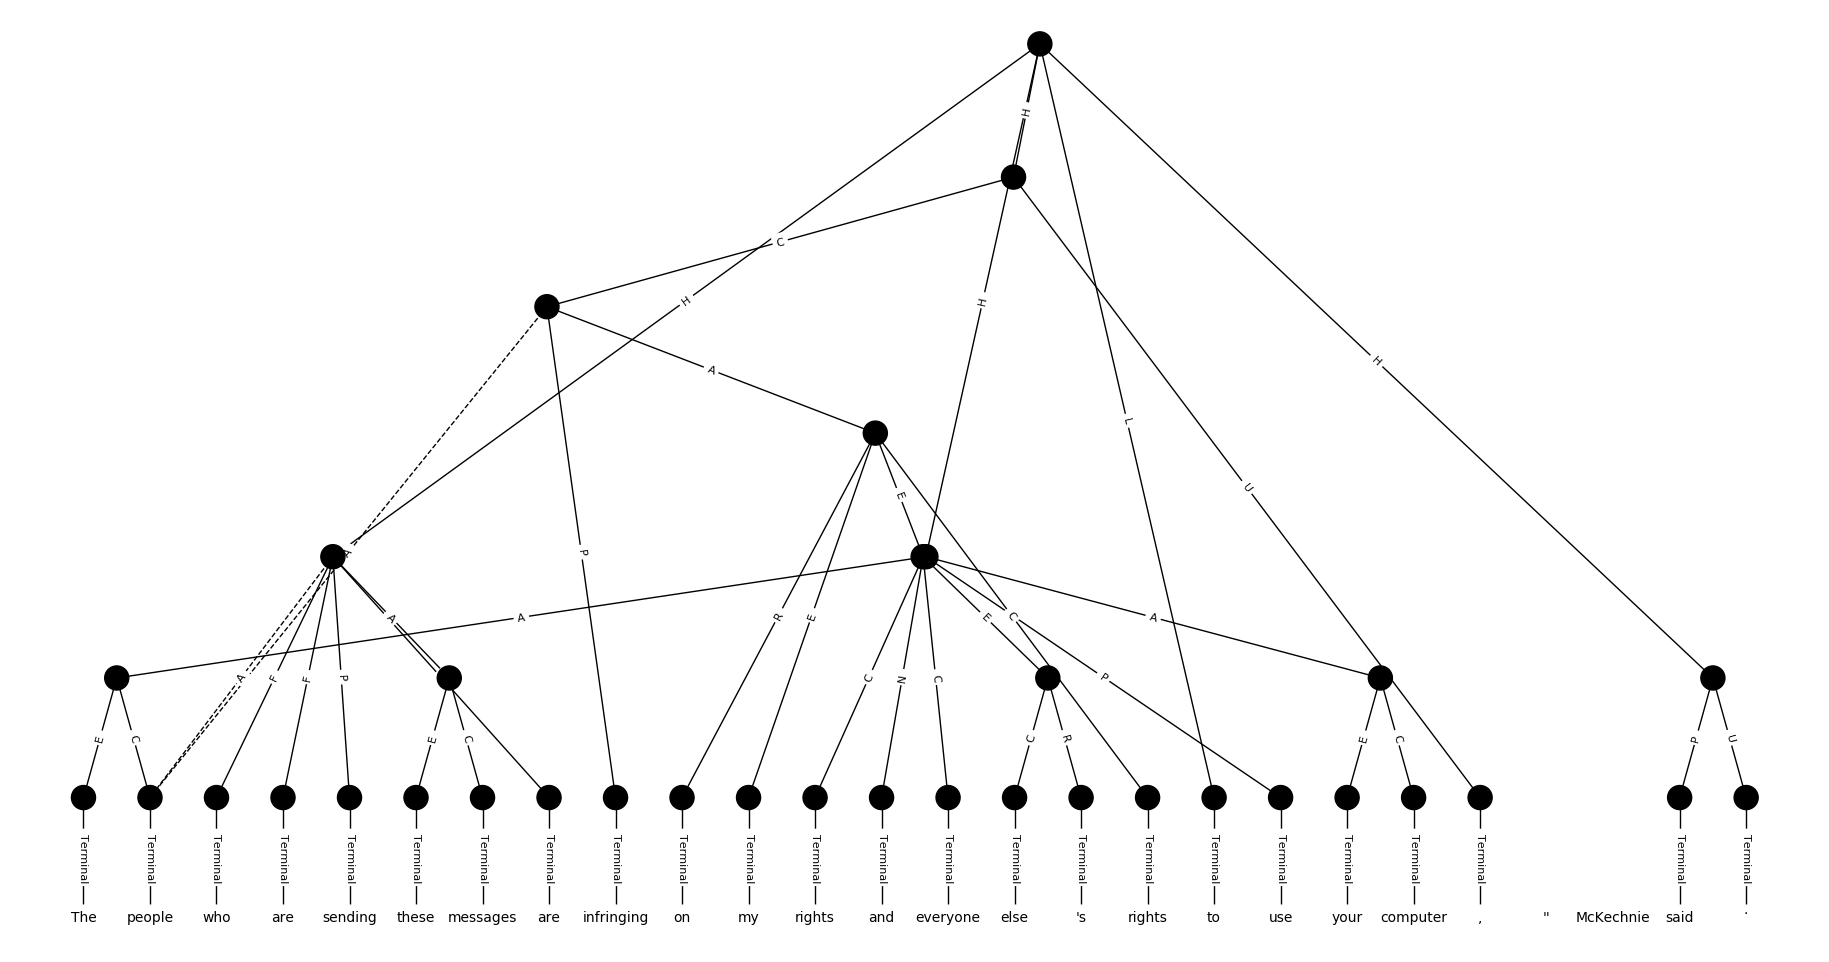 H
C
H
H
A
L
H
E
U
A
P
A
A
R
E
E
C
P
A
A
F
F
P
C
N
C
E
C
E
C
C
R
E
C
P
U
Terminal Terminal Terminal Terminal Terminal Terminal Terminal Terminal Terminal Terminal Terminal Terminal Terminal Terminal Terminal Terminal Terminal Terminal Terminal Terminal Terminal Terminal Terminal Terminal
The people who are sending these messages are infringing on my rights and everyone else 's rights to use your computer , " McKechnie said .